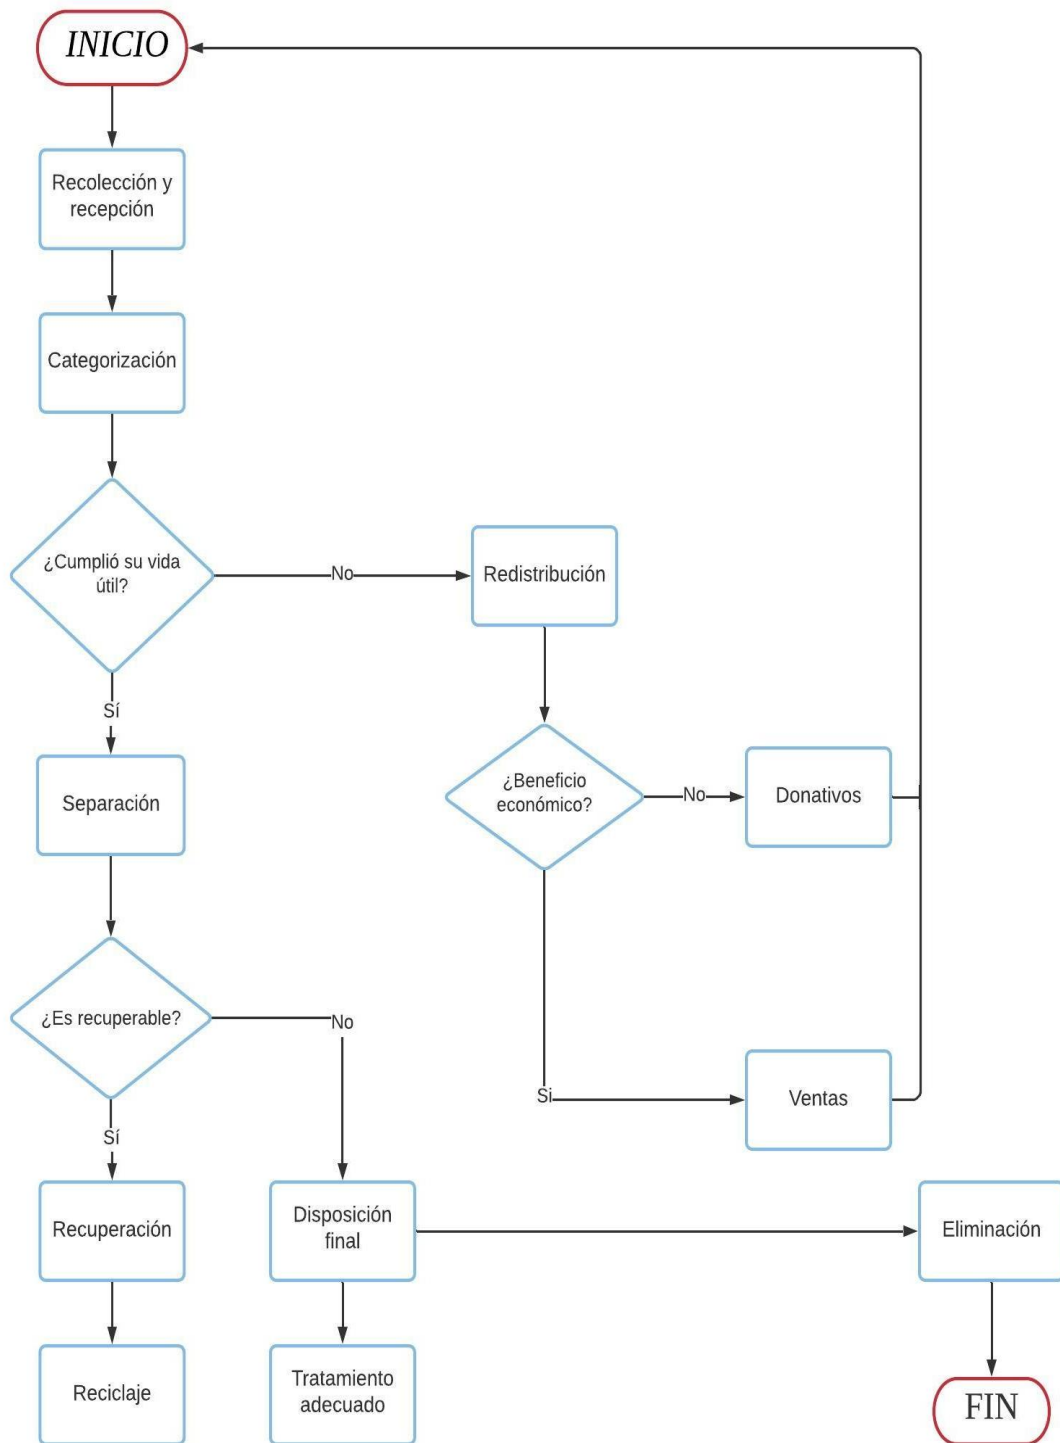 INICIO
Recolección y
recepción
Categorización
¿Cumplió su vida
útil?
No
Redistribución
Sí
Separación
¿Beneficio
económico?
No
Donativos
¿Es recuperable?
No
Sí
Si
Ventas
Recuperación
Disposición
final
Eliminación
Reciclaje
Tratamiento
adecuado
FIN